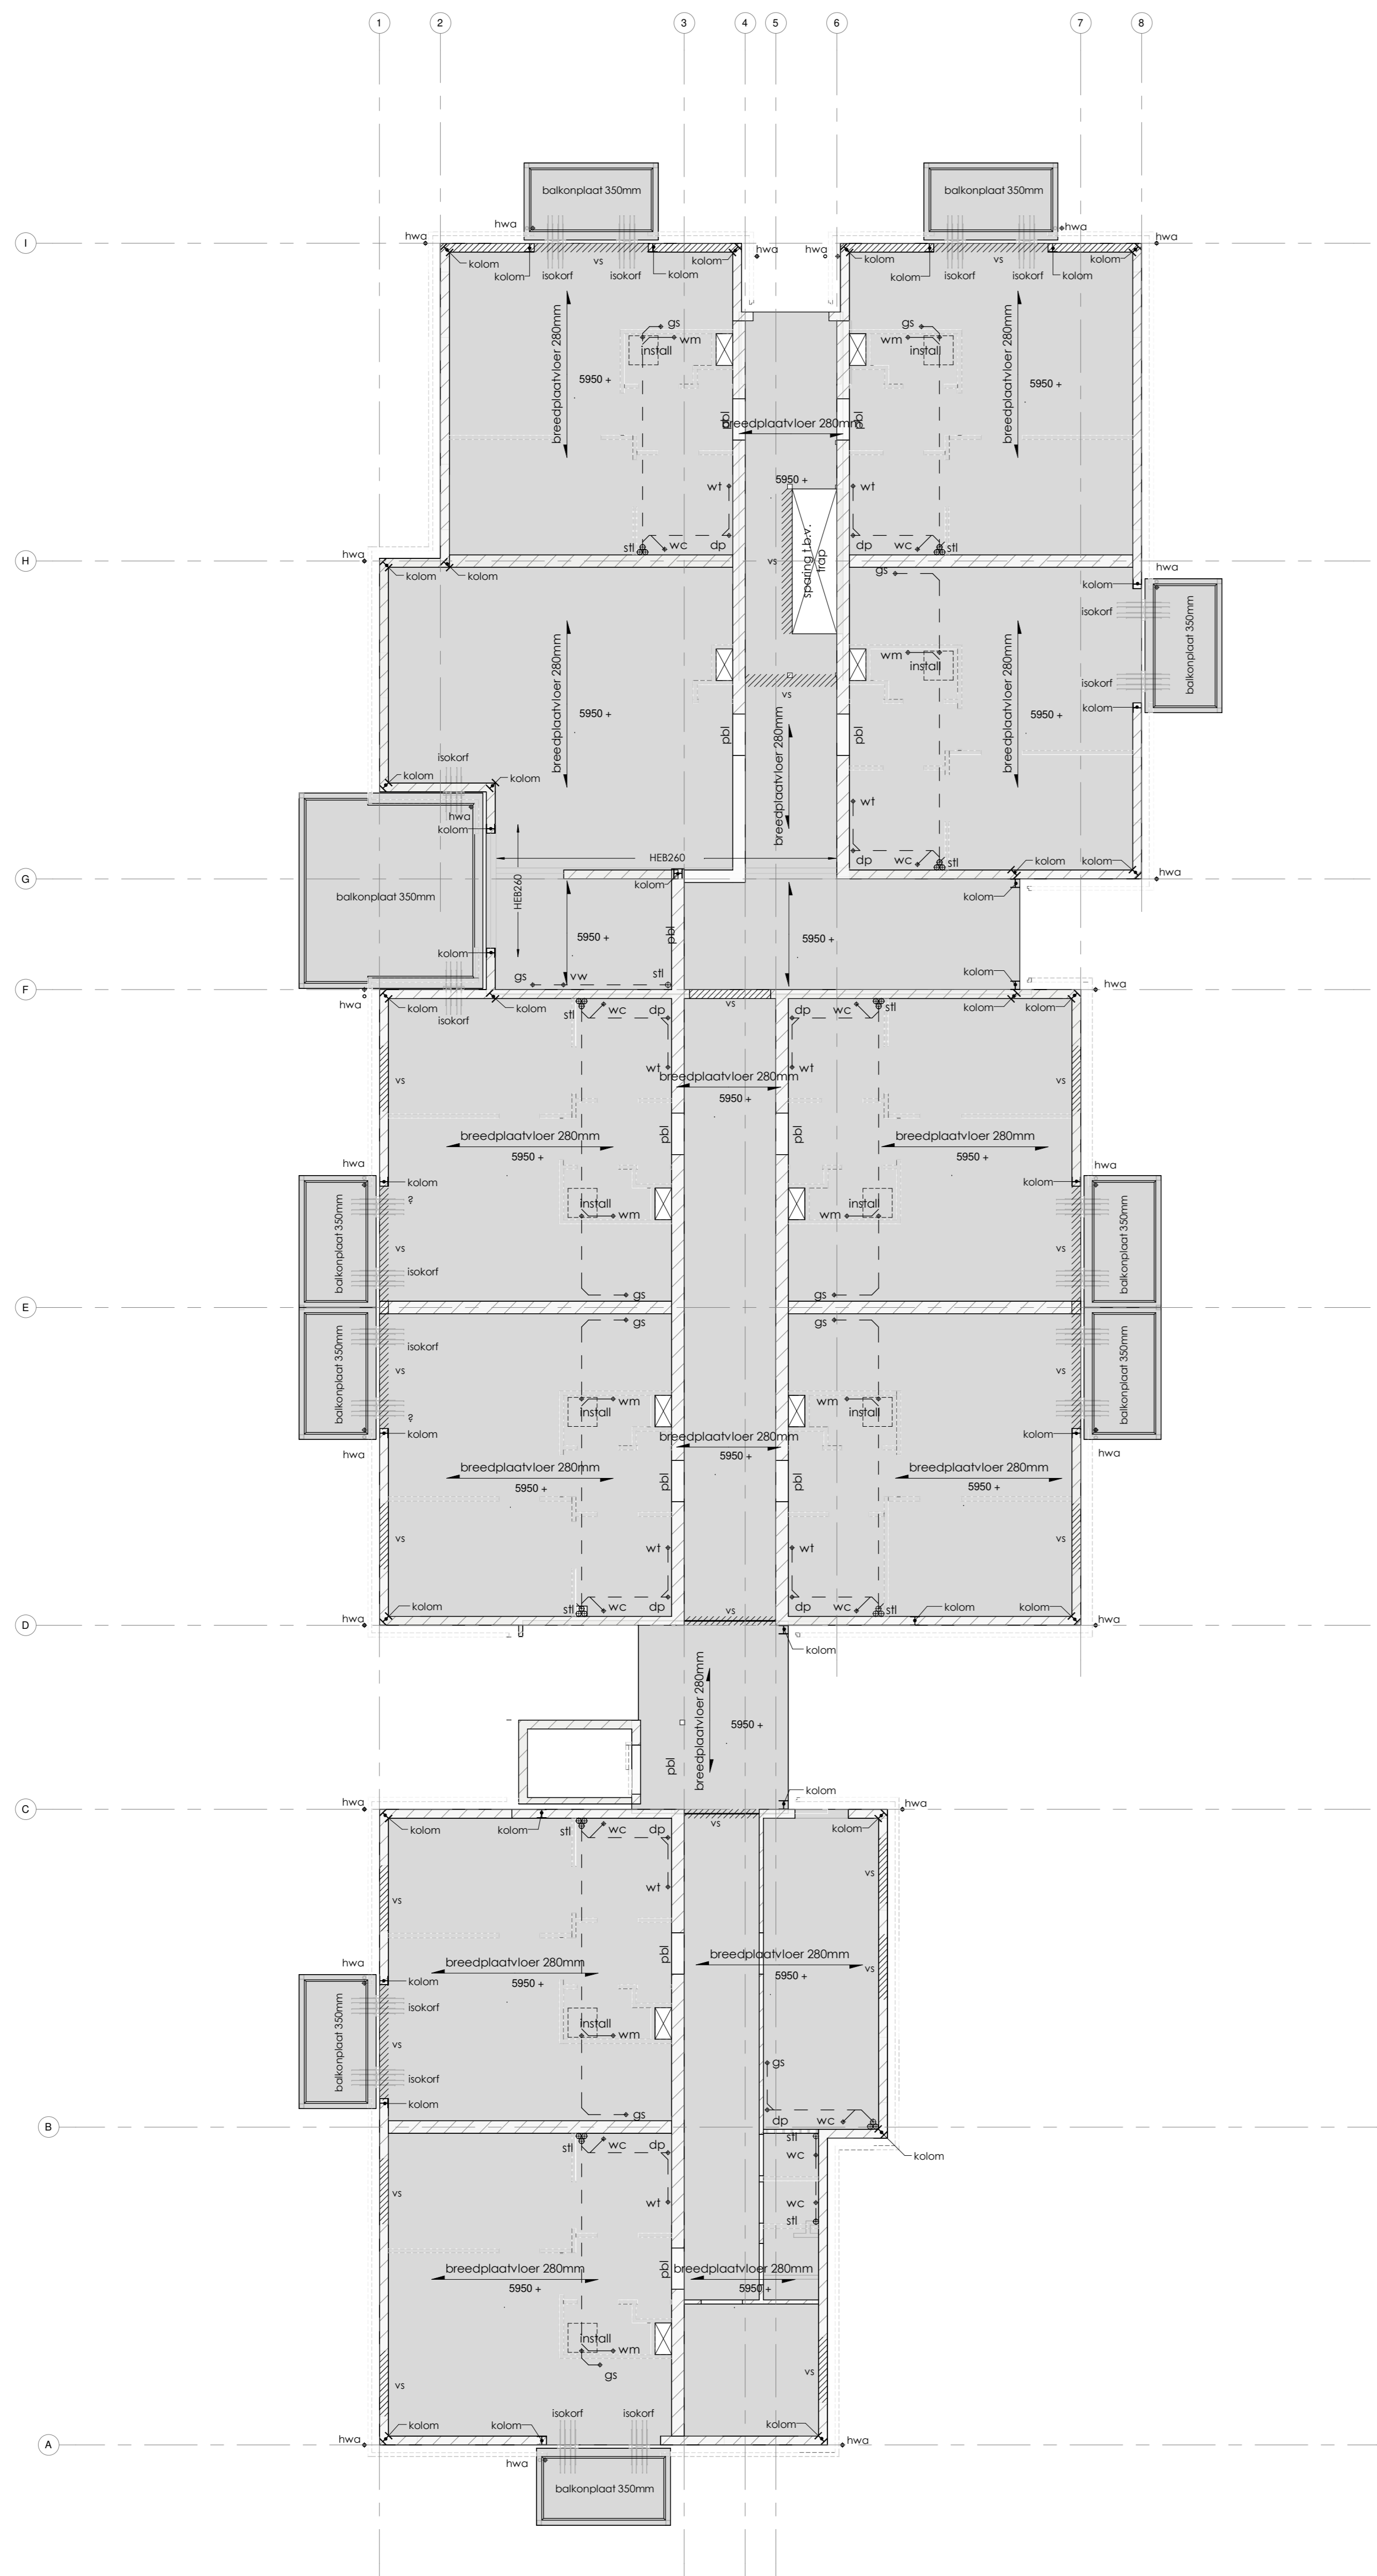 1 2 3 4 5 6 7 8
balkonplaat 350mm balkonplaat 350mm
hwa hwa
I hwa hwa hwa hwa
kolom kolom vs kolom kolom kolom kolom vs kolom kolom
isokorf isokorf isokorf isokorf
gs gs
wm wm
install install
breedplaatvloer 280mm 5950 + 5950 + breedplaatvloer 280mm
pbl pbl
breedplaatvloer 280mm
5950 +
wt wt
sparing t.b.v.
trap
stl wc dp dp wc stl
H hwa vs hwa
kolom kolom gs kolom
isokorf
balkonplaat 350mm
wm
install
isokorf
vs
breedplaatvloer 280mm 5950 + 5950 + breedplaatvloer 280mm
kolom
pbl pbl
breedplaatvloer 280mm
isokorf
kolom kolom
hwa wt
kolom
HEB260
dp wc stl
kolom kolom
G kolom hwa
HEB260
balkonplaat 350mm kolom
5950 + pbl 5950 +
kolom
kolom
gs vw stl
F hwa hwa
kolom kolom vs kolom kolom
isokorf stl wc dp dp wc stl
wt wt
vs breedplaatvloer 280mm vs
5950 +
breedplaatvloer 280mm pbl pbl breedplaatvloer 280mm
5950 + 5950 +
hwa hwa
kolom kolom
balkonplaat 350mm ? install install balkonplaat 350mm
wm wm
vs vs
isokorf
gs gs
E
gs gs
isokorf
balkonplaat 350mm vs vs balkonplaat 350mm
wm wm
? install install
kolom breedplaatvloer 280mm kolom
hwa 5950 + hwa
breedplaatvloer 280mm pbl pbl breedplaatvloer 280mm
5950 + 5950 +
vs wt wt vs
kolom stl wc dp vs dp wc stl kolom kolom
D hwa hwa
kolom
breedplaatvloer 280mm 5950 +
pbl
kolom
C hwa hwa
kolom kolom vs kolom
stl wc dp
vs
wt
vs
pbl breedplaatvloer 280mm
hwa breedplaatvloer 280mm vs
5950 + 5950 +
kolom
isokorf
balkonplaat 350mm install
wm
vs
gs
isokorf
kolom
gs dp wc
B
stl wc dp stl
wc kolom
vs
wt wc
stl
breedplaatvloer 280mm pbl breedplaatvloer 280mm
5950 + 5950 +
install
wm
gs vs
vs
isokorf isokorf
kolom kolom kolom
A hwa hwa
hwa
balkonplaat 350mm